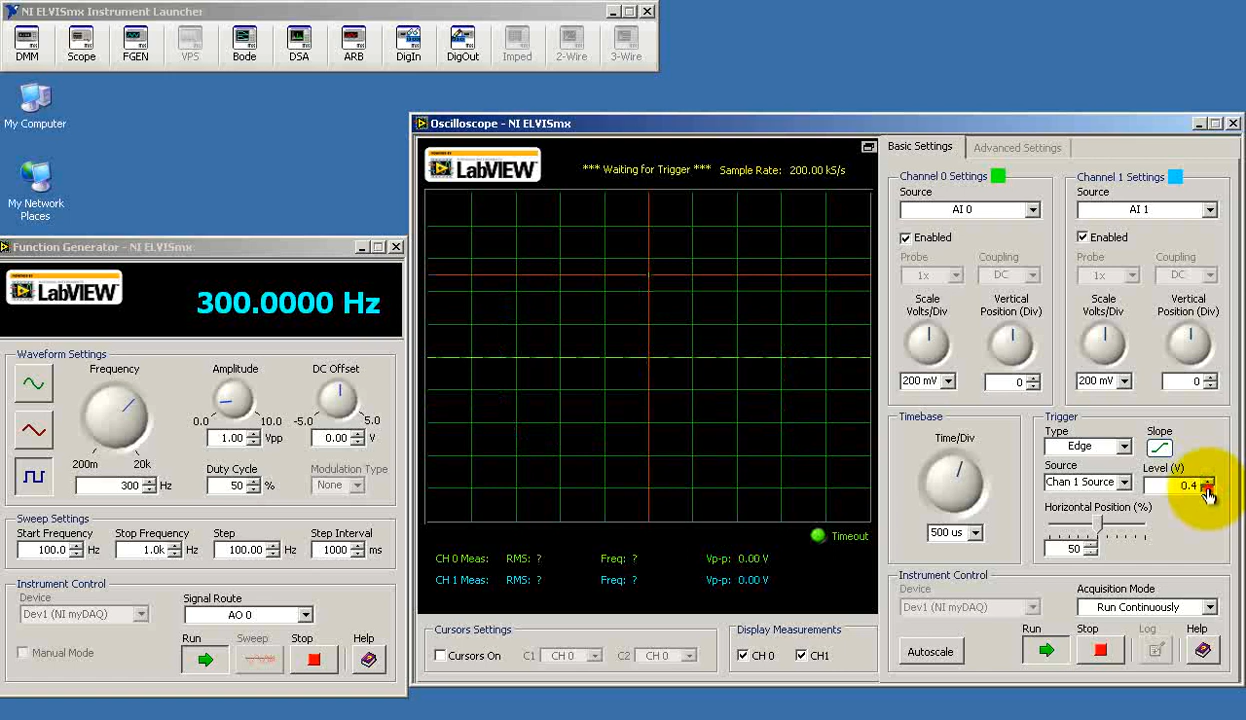 NI ELVISmx Instrument Launcher
DMM Scope FGEN VPS Bode DSA ARB DigIn DigOut Imped 2-Wire 3-Wire
My Computer
My Network
Places
Function Generator - NI ELVISmx
POWERED BY
LabVIEW™
300.0000 Hz
Waveform Settings
Frequency Amplitude DC Offset
0.0 10.0 -5.0 5.0
1.00 Vpp 0.00 V
200m 20k
Duty Cycle Modulation Type
300 Hz 50 % None
Sweep Settings
Start Frequency Stop Frequency Step Step Interval
100.0 Hz 1.0k Hz 100.00 Hz 1000 ms
Instrument Control
Device Signal Route
Dev1 (NI myDAQ) AO 0
Run Sweep Stop Help
Manual Mode
Oscilloscope - NI ELVISmx
POWERED BY
LabVIEW™
*** Waiting for Trigger *** Sample Rate: 200.00 kS/s
Timeout
CH 0 Meas: RMS: ? Freq: ? Vp-p: 0.00 V
CH 1 Meas: RMS: ? Freq: ? Vp-p: 0.00 V
Cursors Settings
Cursors On C1 CH 0 C2 CH 0
Display Measurements
CH 0 CH1
Basic Settings Advanced Settings
Channel 0 Settings
Source
AI 0
Enabled
Probe Coupling
1x DC
Scale Vertical
Volts/Div Position (Div)
200 mV 0
Channel 1 Settings
Source
AI 1
Enabled
Probe Coupling
1x DC
Scale Vertical
Volts/Div Position (Div)
200 mV 0
Timebase
Time/Div
500 us
Trigger
Type Slope
Edge
Source Level (V)
Chan 1 Source 0.4
Horizontal Position (%)
50
Instrument Control
Device Acquisition Mode
Dev1 (NI myDAQ) Run Continuously
Run Stop Log Help
Autoscale